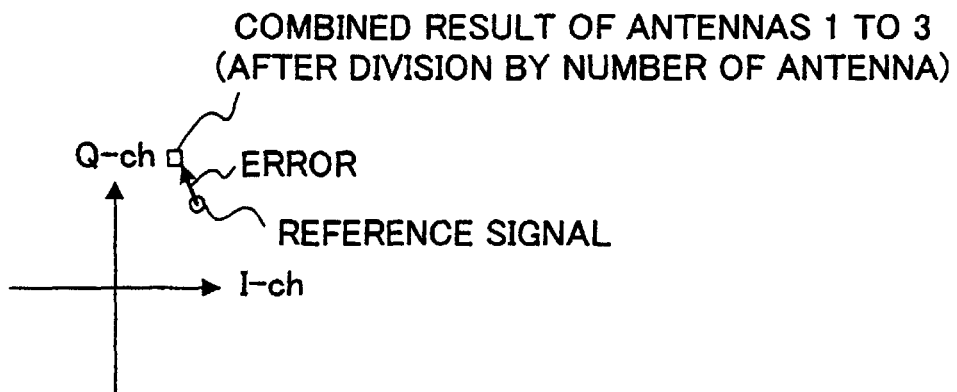 COMBINED RESULT OF ANTENNAS 1 TO 3
(AFTER DIVISION BY NUMBER OF ANTENNA)
Q-ch
ERROR
REFERENCE SIGNAL
I-ch